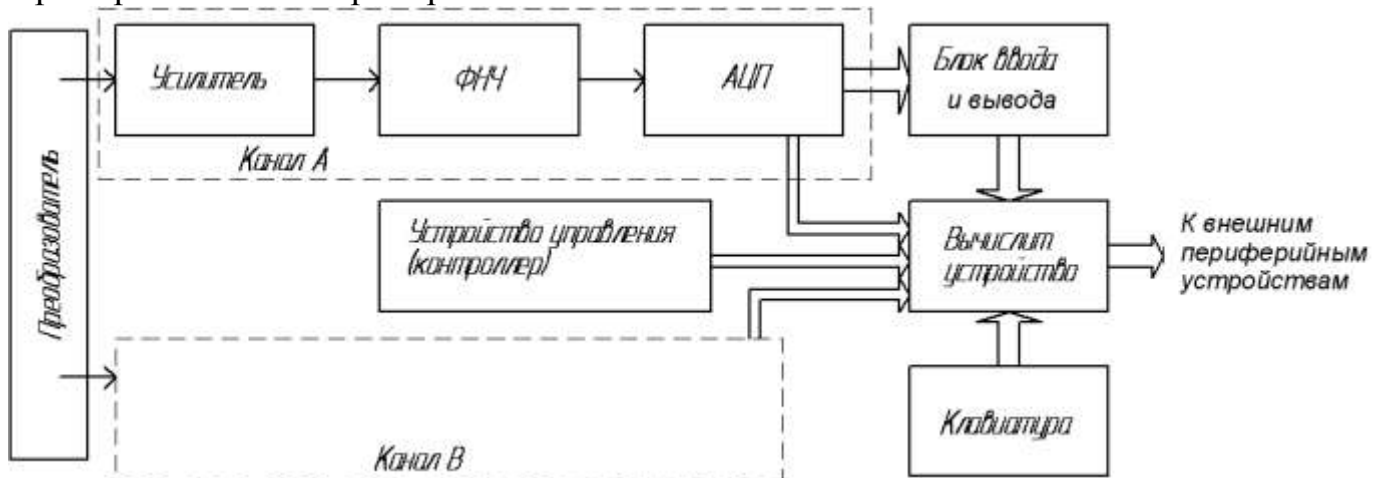 Усилитель
ФНЧ
АЦП
Блок ввода
и вывода
Канал А
Преобразователь
Устройство управления
(контроллер)
Вычислит
устройство
К внешним
периферийным
устройствам
Клавиатура
Канал В